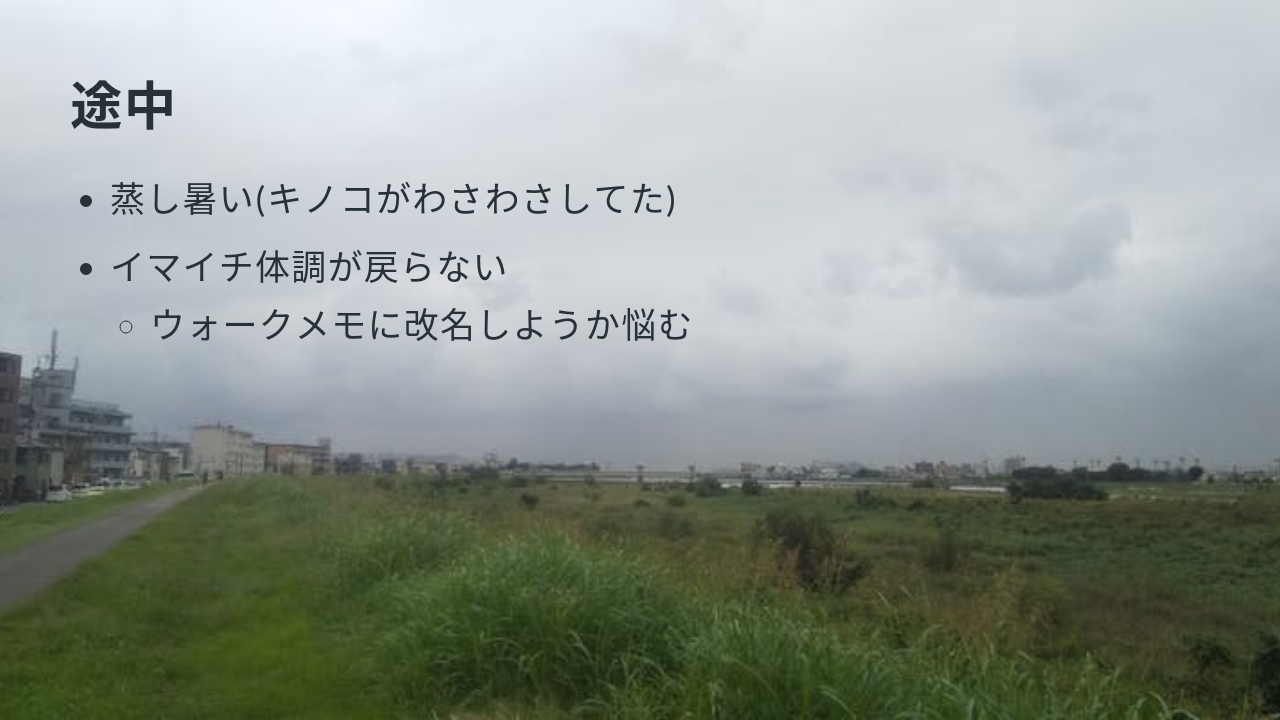 途中
蒸し暑い(キノコがわさわさしてた)
イマイチ体調が戻らない
ウォークメモに改名しようか悩む